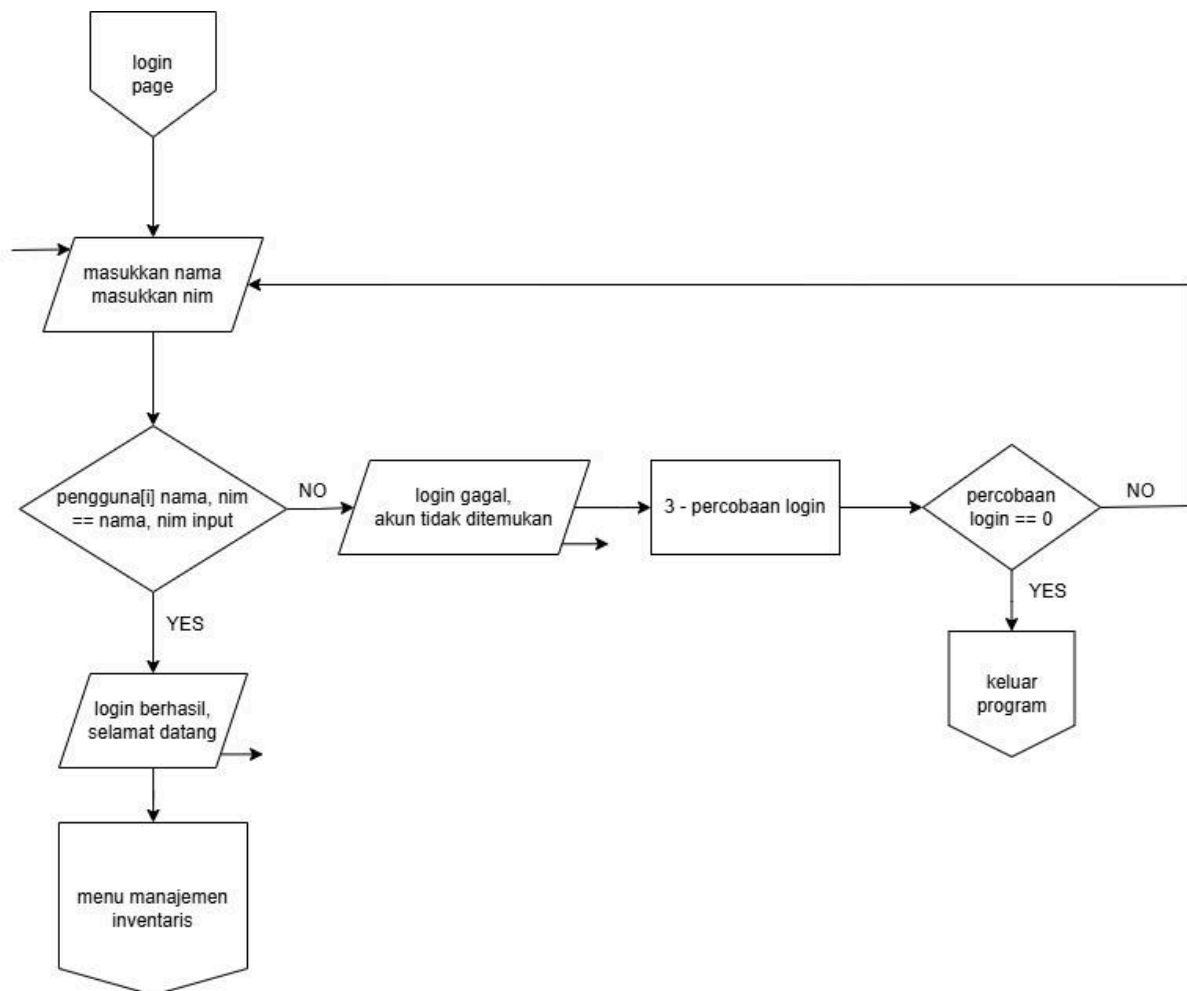 login
page
masukkan nama
masukkan nim
pengguna[i] nama, nim
== nama, nim input
NO
login gagal,
akun tidak ditemukan
3 - percobaan login
percobaan
login == 0
NO
YES
keluar
program
YES
login berhasil,
selamat datang
menu manajemen
inventaris